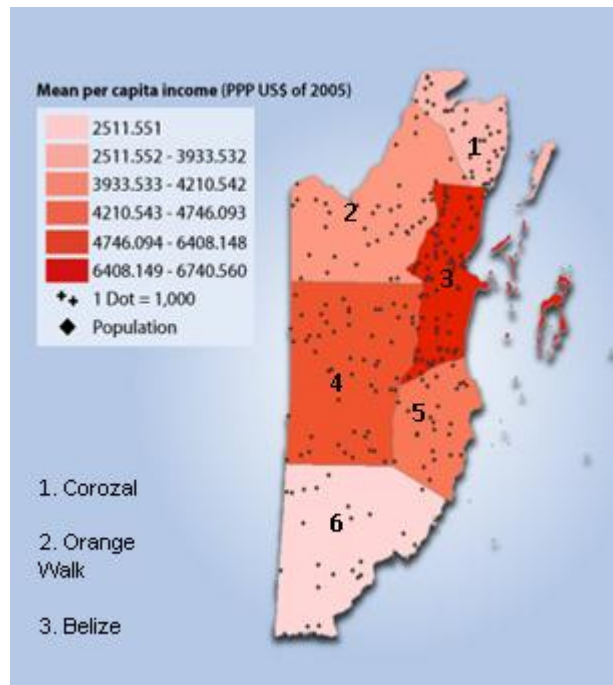 Mean per capita income (PPP US$ of 2005)
2511.551
2511.552 - 3933.532
3933.533 - 4210.542
4210.543 - 4746.093
4746.094 - 6408.148
6408.149 - 6740.560
1 Dot = 1,000
Population
1
2
3
4
5
6
1. Corozal
2. Orange
Walk
3. Belize